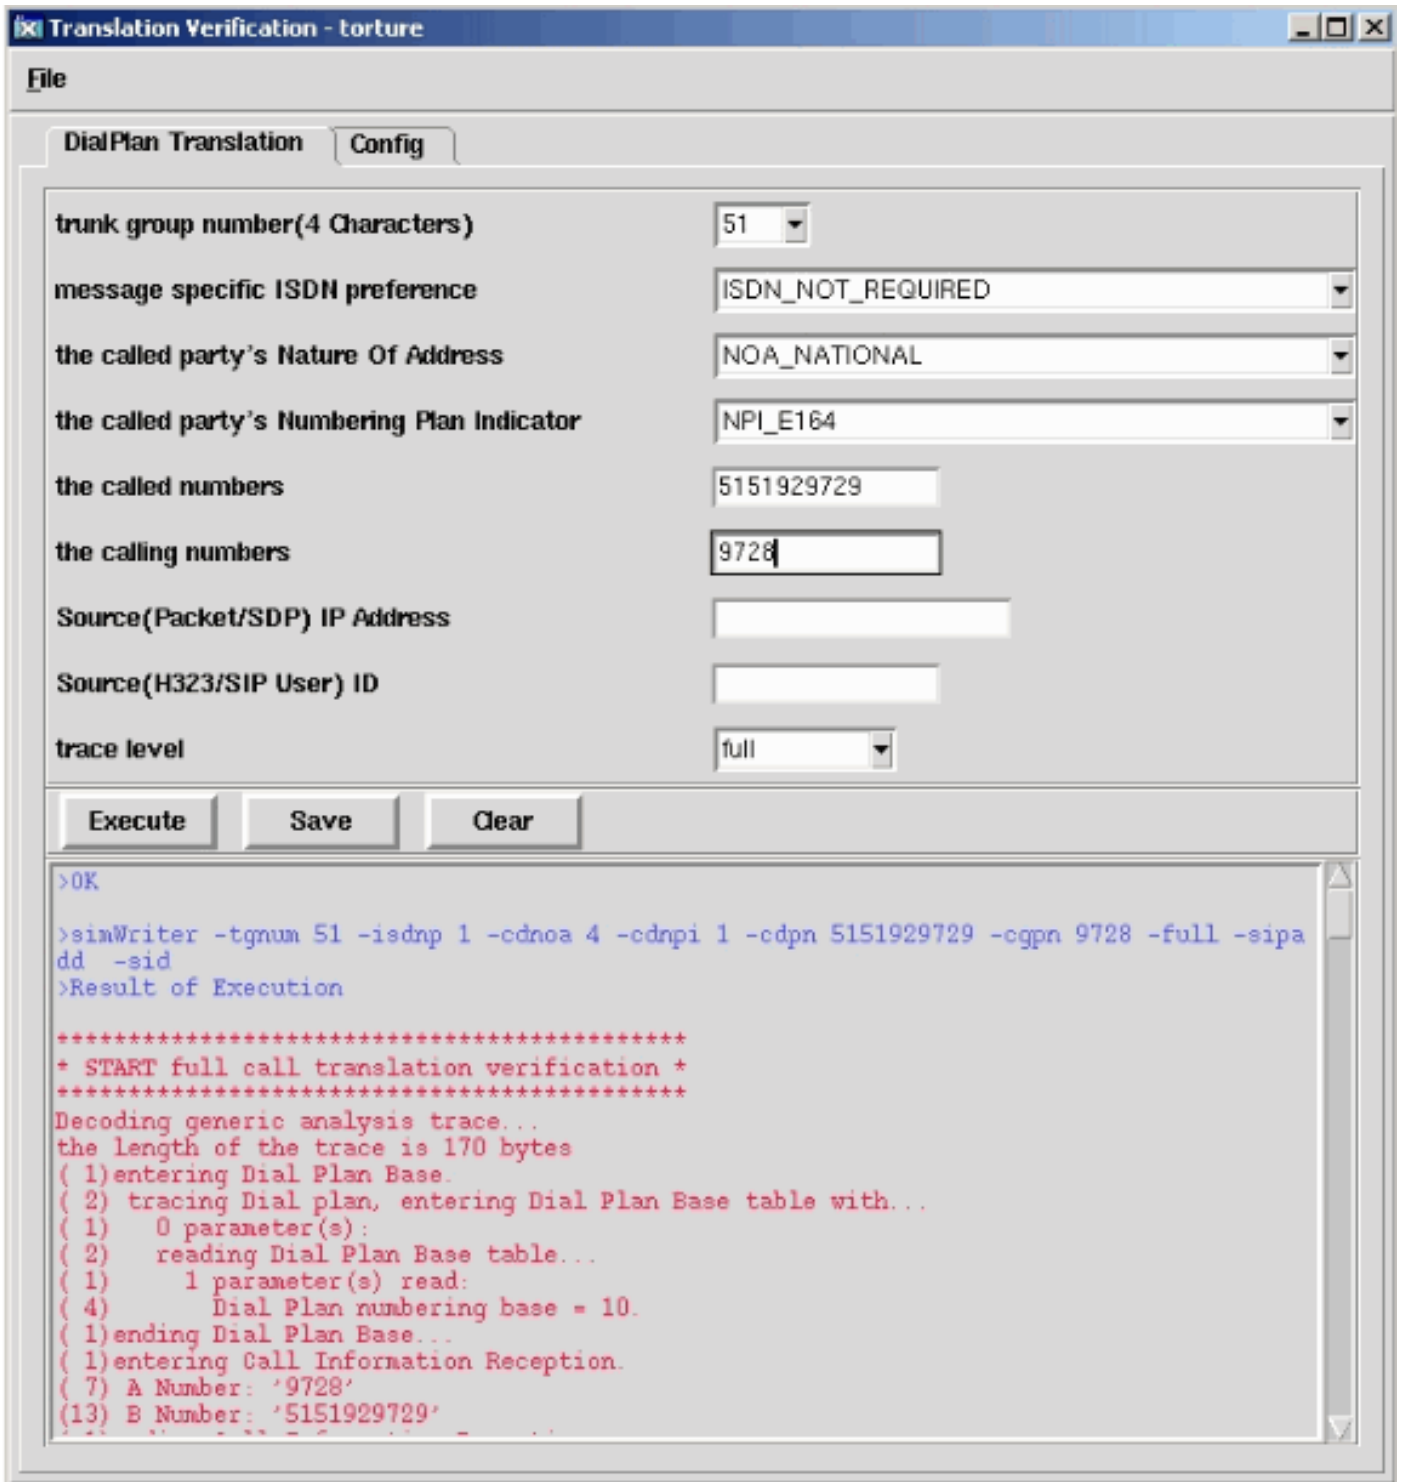 Translation Verification - torture
File
DialPlan Translation Config
trunk group number(4 Characters) 51
message specific ISDN preference ISDN_NOT_REQUIRED
the called party's Nature Of Address NOA_NATIONAL
the called party's Numbering Plan Indicator NPI_E164
the called numbers 5151929729
the calling numbers 9728
Source(Packet/SDP) IP Address
Source(H323/SIP User) ID
trace level full
Execute Save Clear
>OK
>simWriter -tgnum 51 -isdnp 1 -cdnoa 4 -cdnpi 1 -cdpn 5151929729 -cgpn 9728 -full -sipa
dd -sid
>Result of Execution
********************************************
* START full call translation verification *
********************************************
Decoding generic analysis trace...
the length of the trace is 170 bytes
( 1)entering Dial Plan Base.
( 2) tracing Dial plan, entering Dial Plan Base table with...
( 1) 0 parameter(s):
( 2) reading Dial Plan Base table...
( 1) 1 parameter(s) read:
( 4) Dial Plan numbering base = 10.
( 1)ending Dial Plan Base...
( 1)entering Call Information Reception.
( 7) A Number: '9728'
(13) B Number: '5151929729'